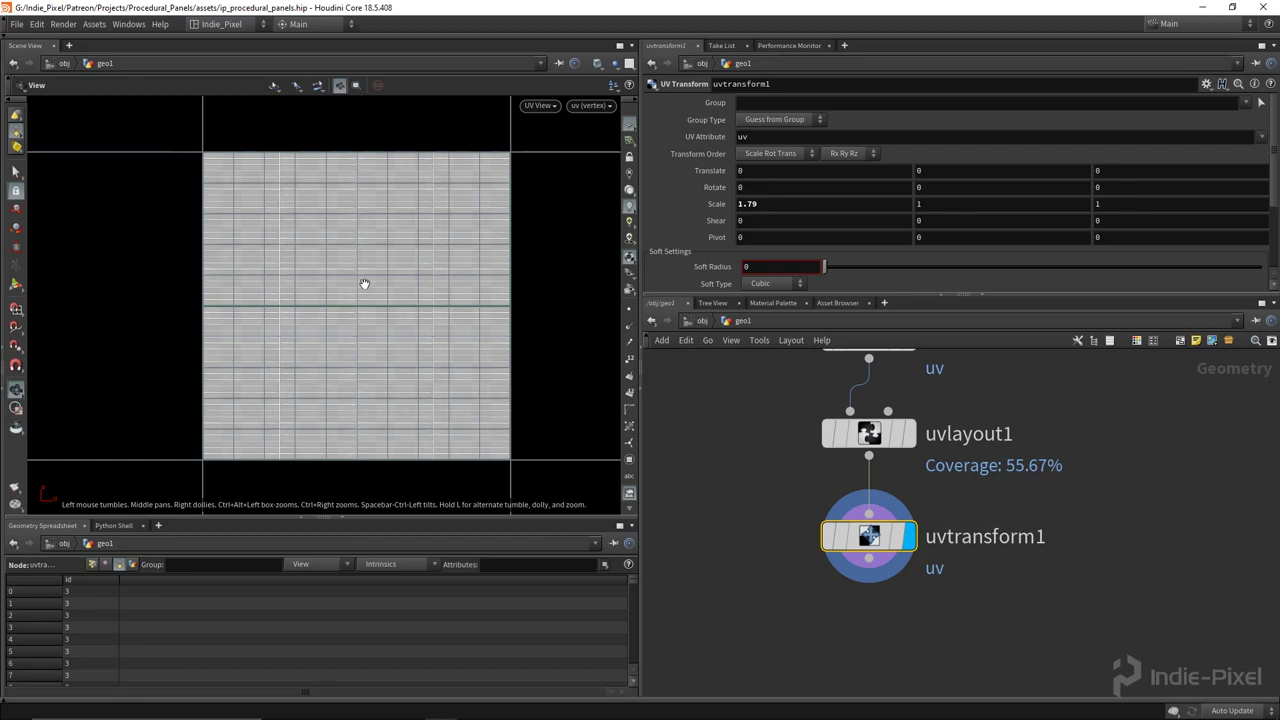 G:/Indie_Pixel/Patreon/Projects/Procedural_Panels/assets/ip_procedural_panels.hip - Houdini Core 18.5.408
File Edit Render Assets Windows Help Indie_Pixel Main Main
Scene View
obj geo1
View
UV View uv (vertex)
Left mouse tumbles. Middle pans. Right dollies. Ctrl+Alt+Left box-zooms. Ctrl+Right zooms. Spacebar-Ctrl-Left tilts. Hold L for alternate tumble, dolly, and zoom.
Geometry Spreadsheet Python Shell
obj geo1
Node: uvtra... Group: View Intrinsics Attributes:
id
0 3
1 3
2 3
3 3
4 3
5 3
6 3
7 3
uvtransform1 Take List Performance Monitor
obj geo1
UV Transform uvtransform1
Group
Group Type Guess from Group
UV Attribute uv
Transform Order Scale Rot Trans Rx Ry Rz
Translate 0 0 0
Rotate 0 0 0
Scale 1.79 1 1
Shear 0 0 0
Pivot 0 0 0
Soft Settings
Soft Radius 0
Soft Type Cubic
/obj/geo1 Tree View Material Palette Asset Browser
obj geo1
Add Edit Go View Tools Layout Help
Geometry
uv
uvlayout1
Coverage: 55.67%
uvtransform1
uv
Indie-Pixel
Auto Update